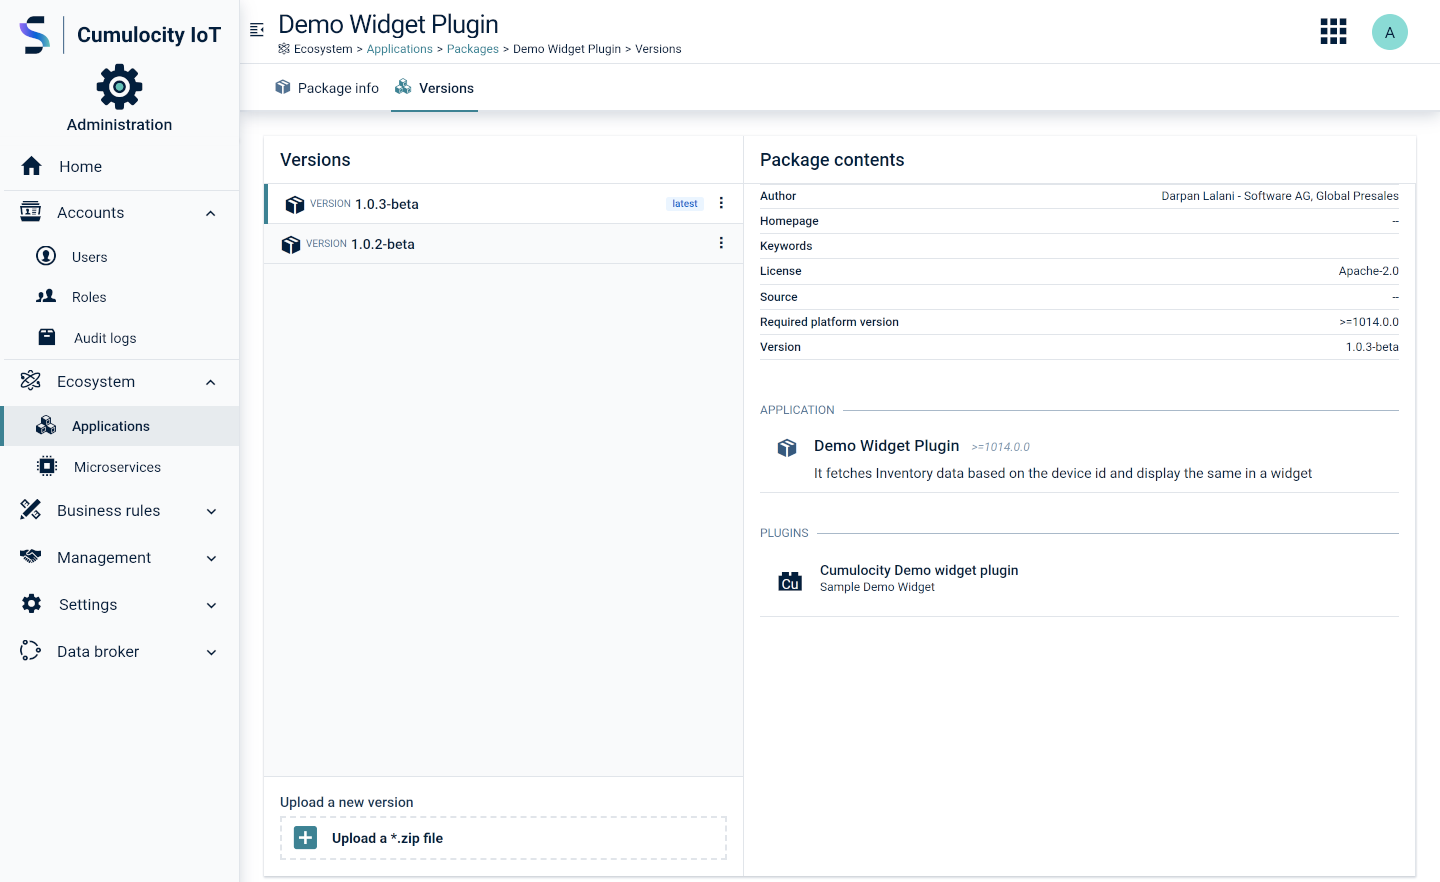 Cumulocity IoT
Administration
Home
Accounts
Users
Roles
Audit logs
Ecosystem
Applications
Microservices
Business rules
Management
Settings
Data broker
Demo Widget Plugin
Ecosystem > Applications > Packages > Demo Widget Plugin > Versions
A
Package info
Versions
Versions
VERSION 1.0.3-beta
latest
VERSION 1.0.2-beta
Upload a new version
Upload a *.zip file
Package contents
Author Darpan Lalani - Software AG, Global Presales
Homepage --
Keywords
License Apache-2.0
Source --
Required platform version >=1014.0.0
Version 1.0.3-beta
APPLICATION
Demo Widget Plugin >=1014.0.0
It fetches Inventory data based on the device id and display the same in a widget
PLUGINS
Cu
Cumulocity Demo widget plugin
Sample Demo Widget